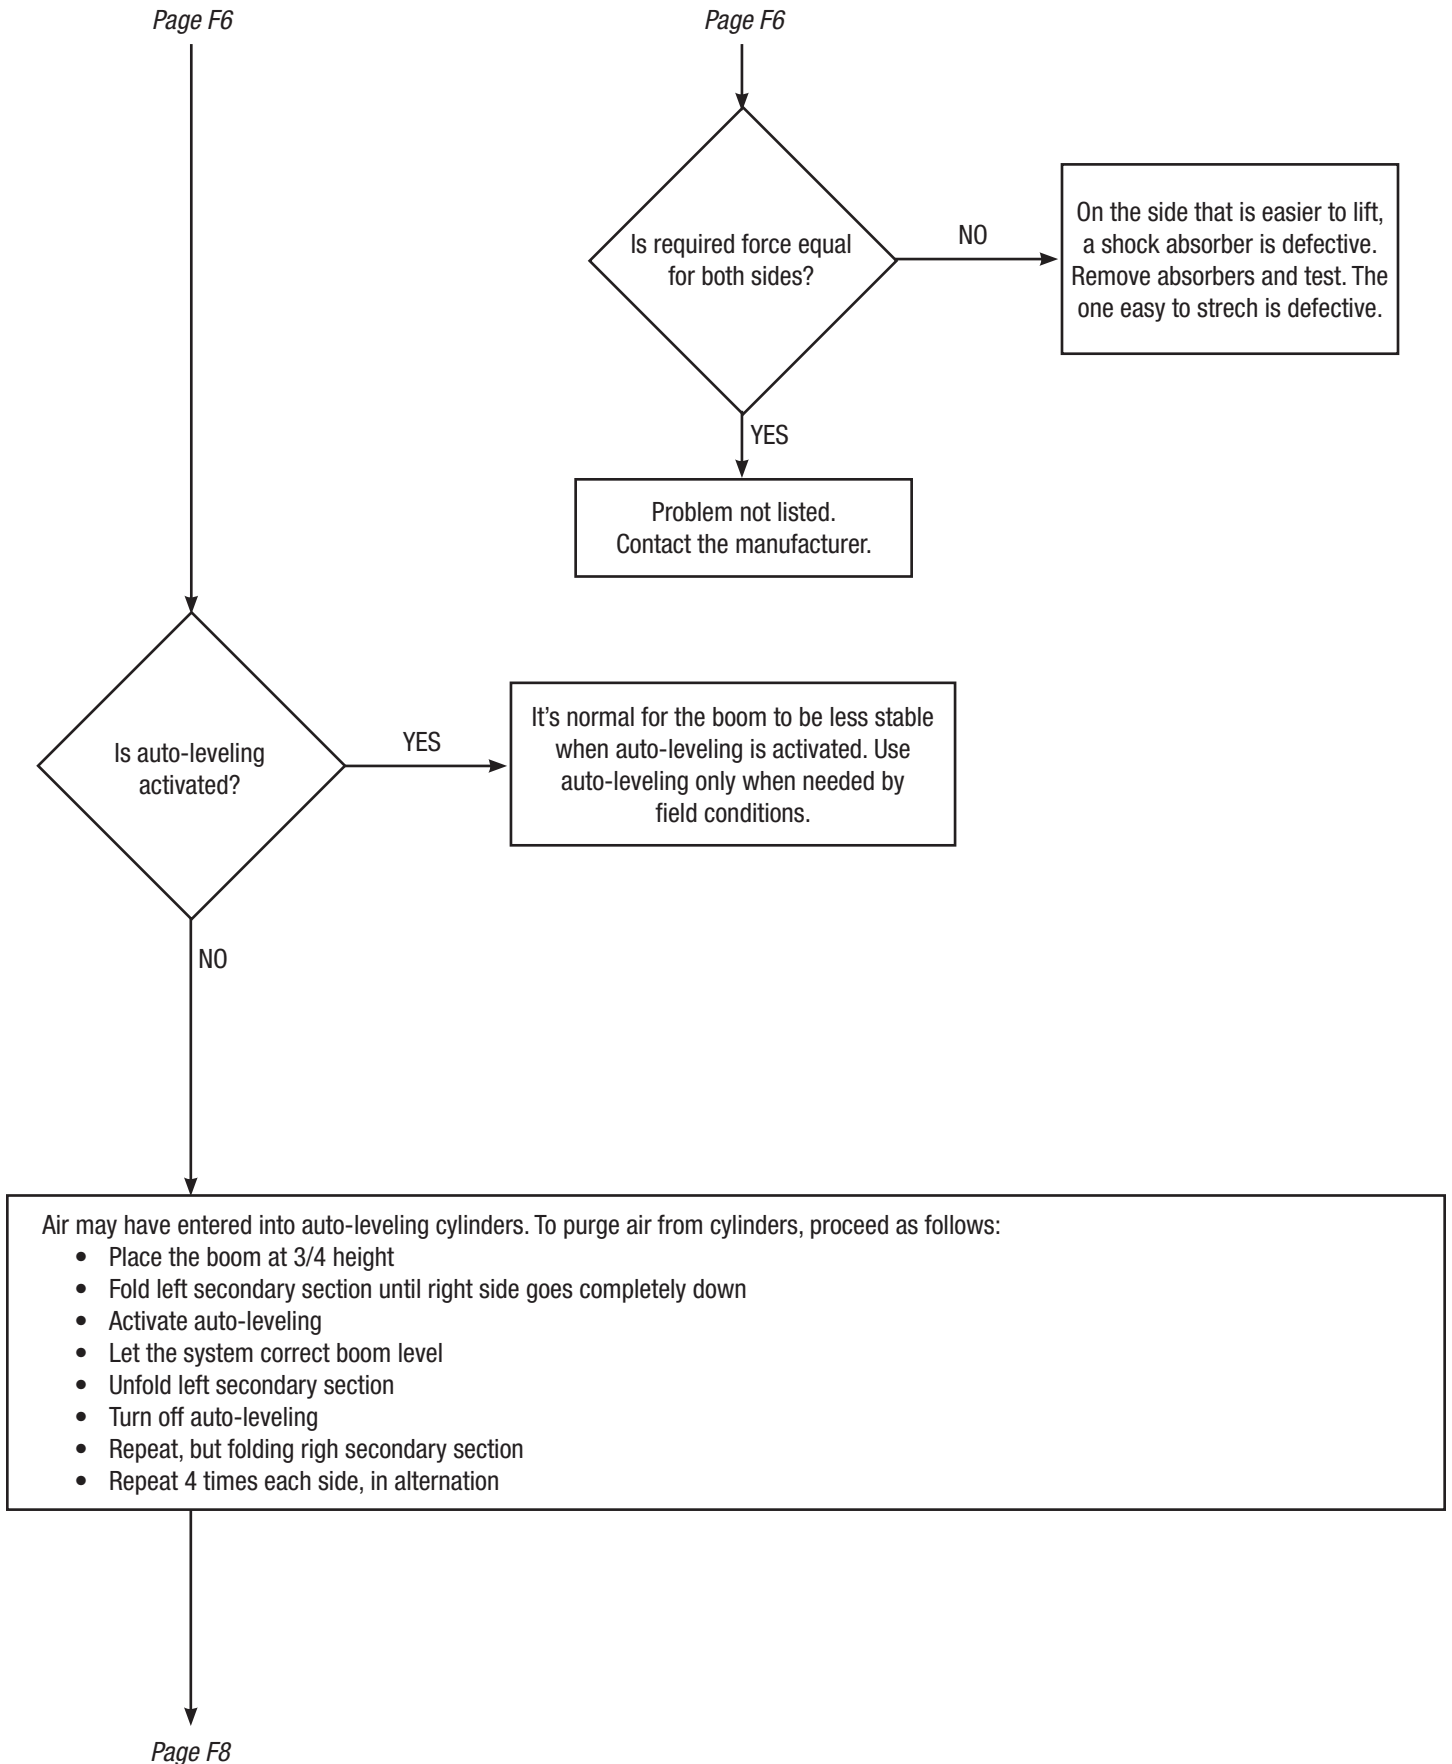 Page F6
Page F6
Is required force equal
for both sides?
NO
On the side that is easier to lift,
a shock absorber is defective.
Remove absorbers and test. The
one easy to strech is defective.
YES
Problem not listed.
Contact the manufacturer.
Is auto-leveling
activated?
YES
It's normal for the boom to be less stable
when auto-leveling is activated. Use
auto-leveling only when needed by
field conditions.
NO
Air may have entered into auto-leveling cylinders. To purge air from cylinders, proceed as follows:
• Place the boom at 3/4 height
• Fold left secondary section until right side goes completely down
• Activate auto-leveling
• Let the system correct boom level
• Unfold left secondary section
• Turn off auto-leveling
• Repeat, but folding righ secondary section
• Repeat 4 times each side, in alternation
Page F8